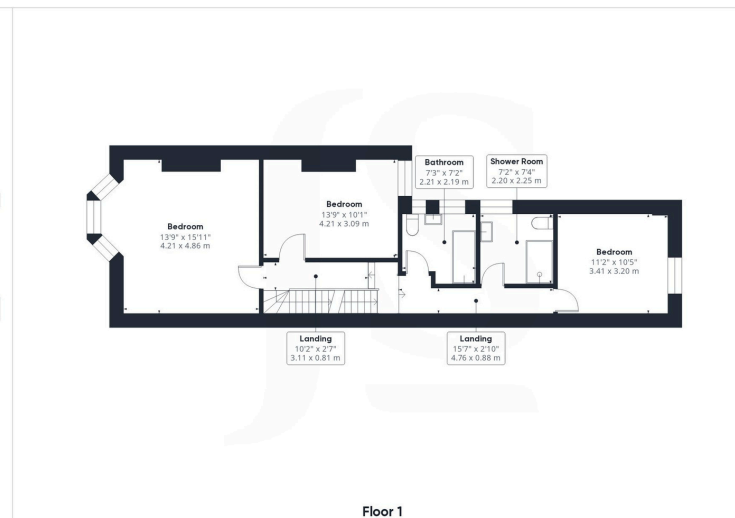 Bathroom
7'3" x 7'2"
2.21 x 2.19 m
Shower Room
7'2" x 7'4"
2.20 x 2.25 m
Bedroom
13'9" x 15'11"
4.21 x 4.86 m
Bedroom
13'9" x 10'1"
4.21 x 3.09 m
Bedroom
11'2" x 10'5"
3.41 x 3.20 m
Landing
10'2" x 2'7"
3.11 x 0.81 m
Landing
15'7" x 2'10"
4.76 x 0.88 m
Floor 1